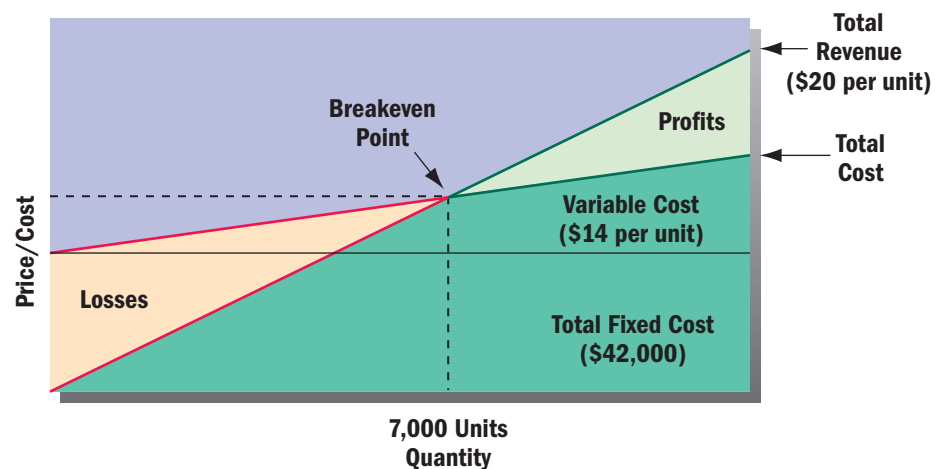 Total
Revenue
($20 per unit)
Breakeven
Point
Profits
Total
Cost
Variable Cost
($14 per unit)
Price/Cost
Losses
Total Fixed Cost
($42,000)
7,000 Units
Quantity